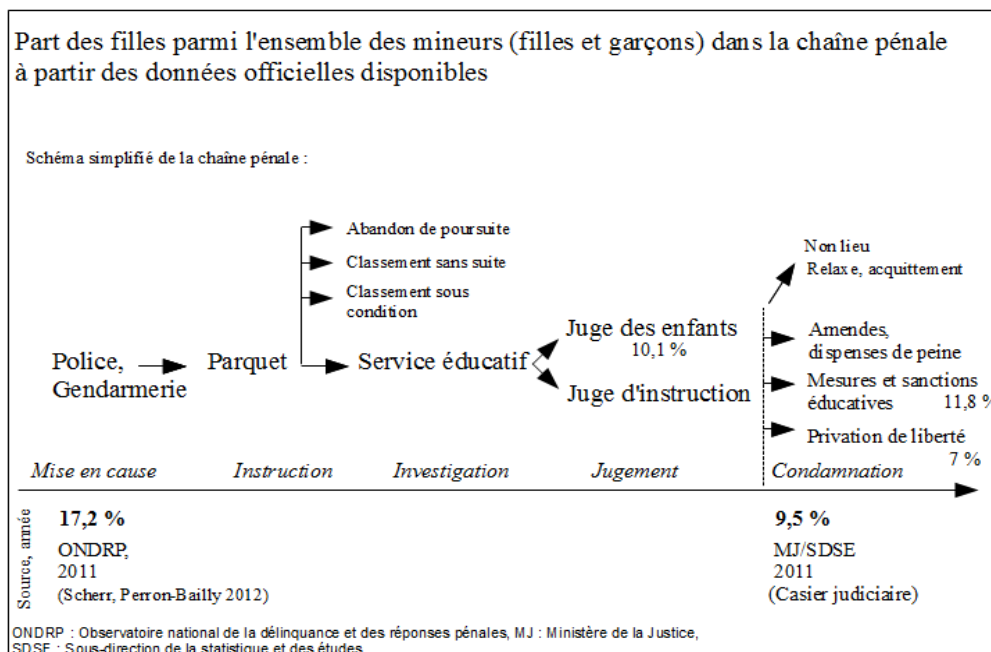 Part des filles parmi l'ensemble des mineurs (filles et garçons) dans la chaîne pénale
à partir des données officielles disponibles
Schéma simplifié de la chaîne pénale :
Abandon de poursuite
Classement sans suite
Classement sous
condition
Non lieu
Relaxe, acquittement
Police,
Gendarmerie
Parquet
Service éducatif
Juge des enfants
10,1 %
Juge d'instruction
Amendes,
dispenses de peine
Mesures et sanctions
éducatives 11,8 %
Privation de liberté
7 %
Mise en cause Instruction Investigation Jugement Condamnation
Source, année
17,2 %
ONDRP,
2011
(Scherr, Perron-Bailly 2012)
9,5 %
MJ/SDSE
2011
(Casier judiciaire)
ONDRP : Observatoire national de la délinquance et des réponses pénales, MJ : Ministère de la Justice,
SDSE : Sous-direction de la statistique et des études